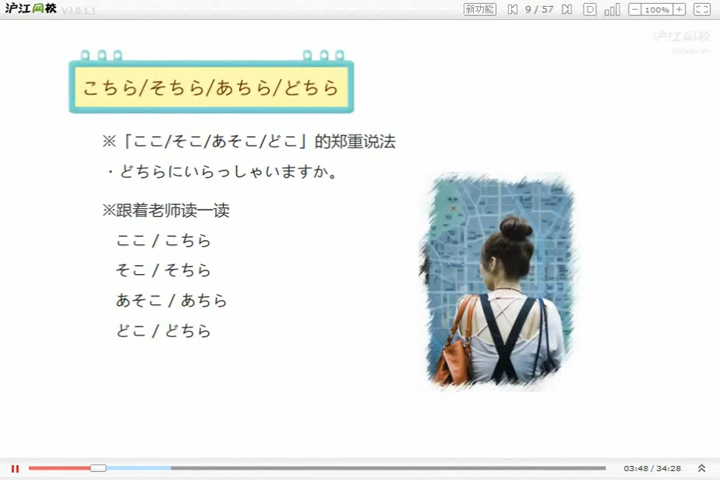 沪江网校 V3.0.1.1
新功能
9 / 57
D
100%
沪江网校
こちら/そちら/あちら/どちら
※「ここ/そこ/あそこ/どこ」的郑重说法
・どちらにいらっしゃいますか。
※跟着老师读一读
ここ / こちら
そこ / そちら
あそこ / あちら
どこ / どちら
03:48 / 34:28